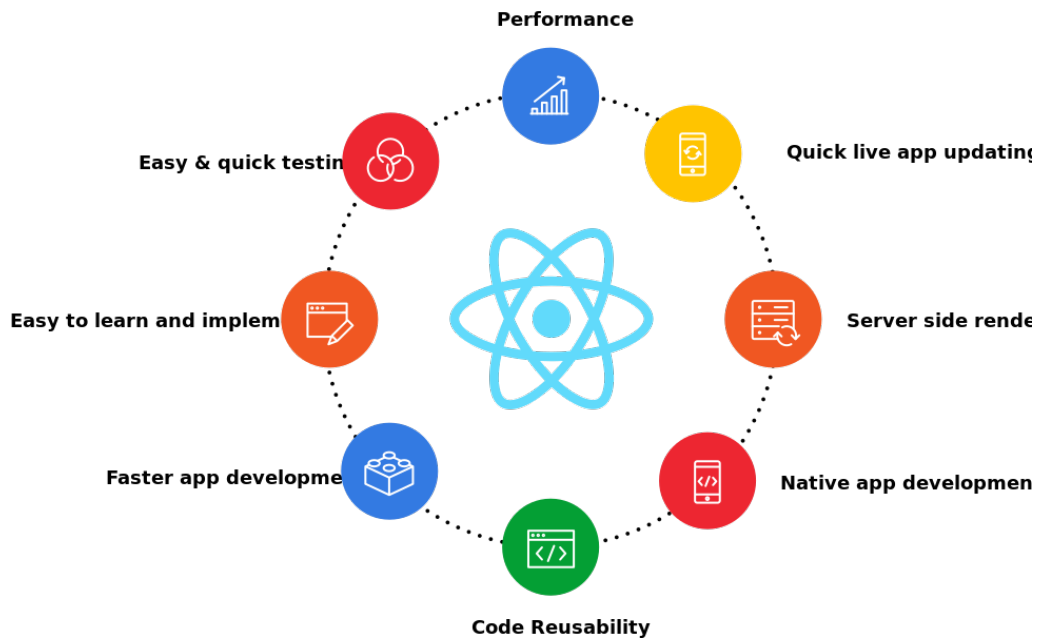 Performance
Easy & quick testin
Quick live app updating
Easy to learn and implem
Server side rende
Faster app developme
Native app developmen
Code Reusability